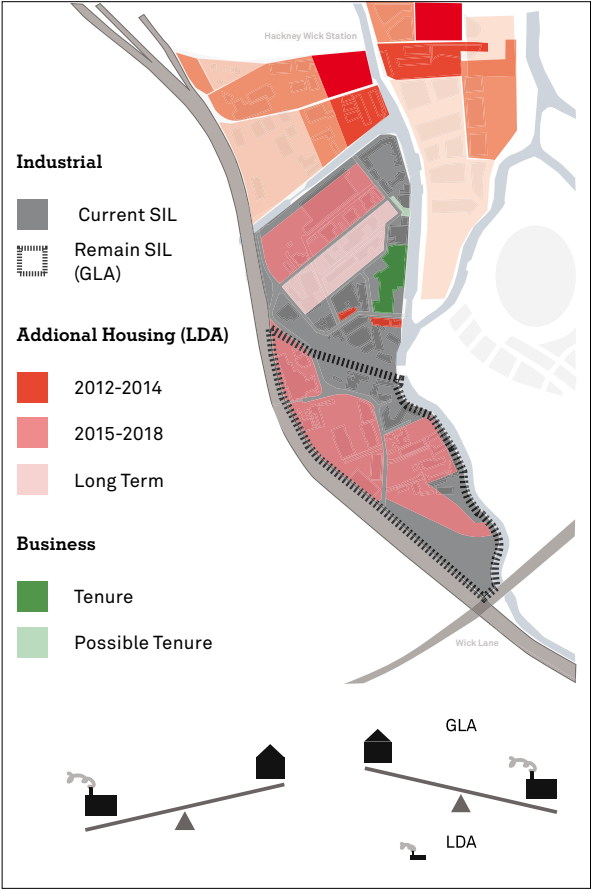 Hackney Wick Station
Industrial
Current SIL
Remain SIL
(GLA)
Addional Housing (LDA)
2012-2014
2015-2018
Long Term
Business
Tenure
Possible Tenure
Wick Lane
GLA
LDA